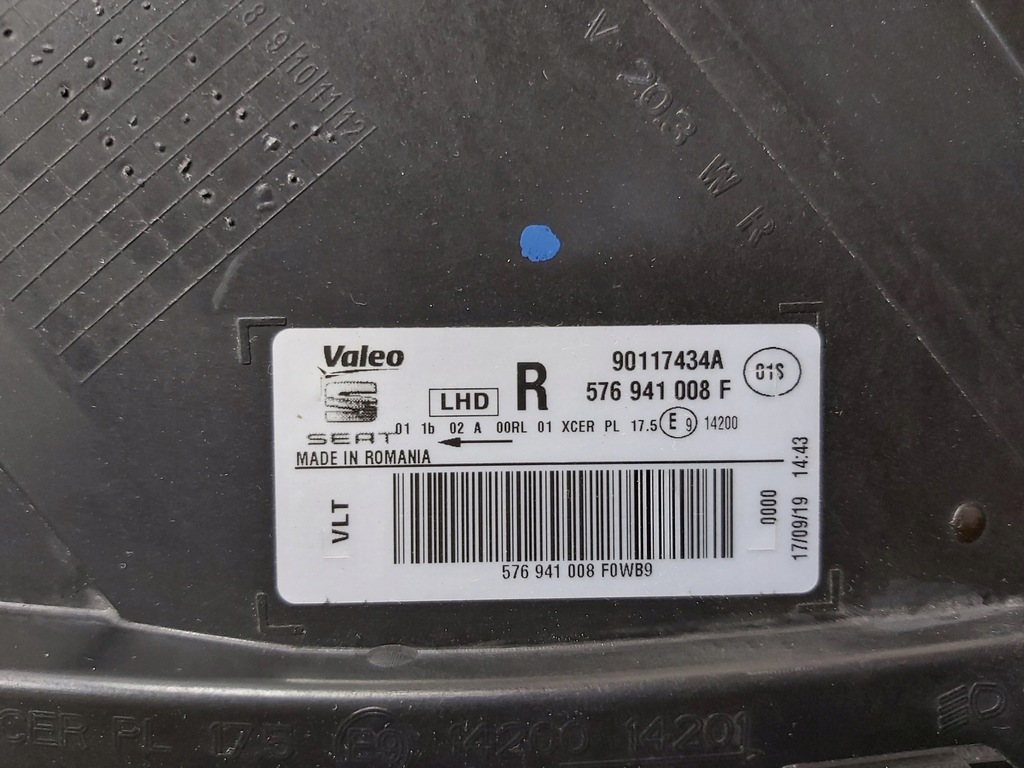 8 9 10 11 12
V 203 W R
Valeo
SEAT
LHD
R
90117434A
576 941 008 F
01S
01 1b 02 A 00RL 01 XCER PL 17.5 E 9 14200
MADE IN ROMANIA
VLT
576 941 008 F0WB9
0000
17/09/19 14:43
CER PL 17.5 E9 14200 14201